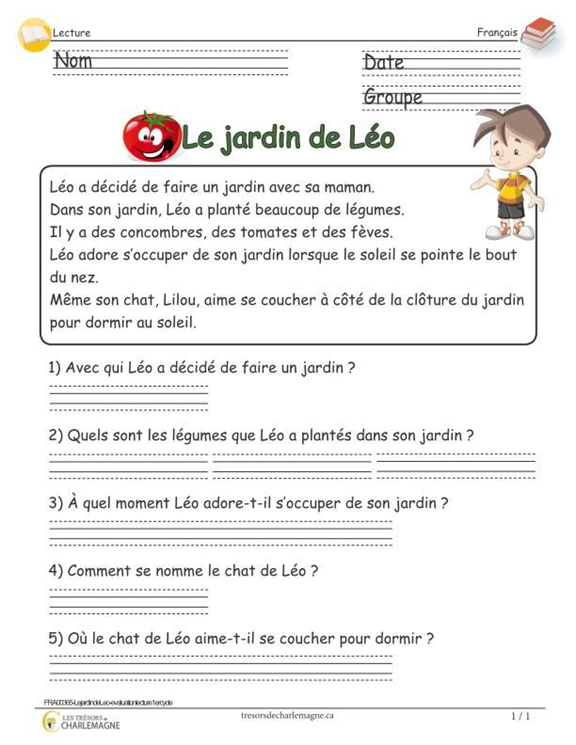 Lecture
Français
Nom
Date
Groupe
Le jardin de Léo
Léo a décidé de faire un jardin avec sa maman.
Dans son jardin, Léo a planté beaucoup de légumes.
Il y a des concombres, des tomates et des fèves.
Léo adore s'occuper de son jardin lorsque le soleil se pointe le bout
du nez.
Même son chat, Lilou, aime se coucher à côté de la clôture du jardin
pour dormir au soleil.
1) Avec qui Léo a décidé de faire un jardin ?
2) Quels sont les légumes que Léo a plantés dans son jardin ?
3) À quel moment Léo adore-t-il s'occuper de son jardin ?
4) Comment se nomme le chat de Léo ?
5) Où le chat de Léo aime-t-il se coucher pour dormir ?
FRA00365-LejardindeLeo-evaluationlecture1ercycle
LES TRÉSORS de
CHARLEMAGNE
tresorsdecharlemagne.ca
1 / 1